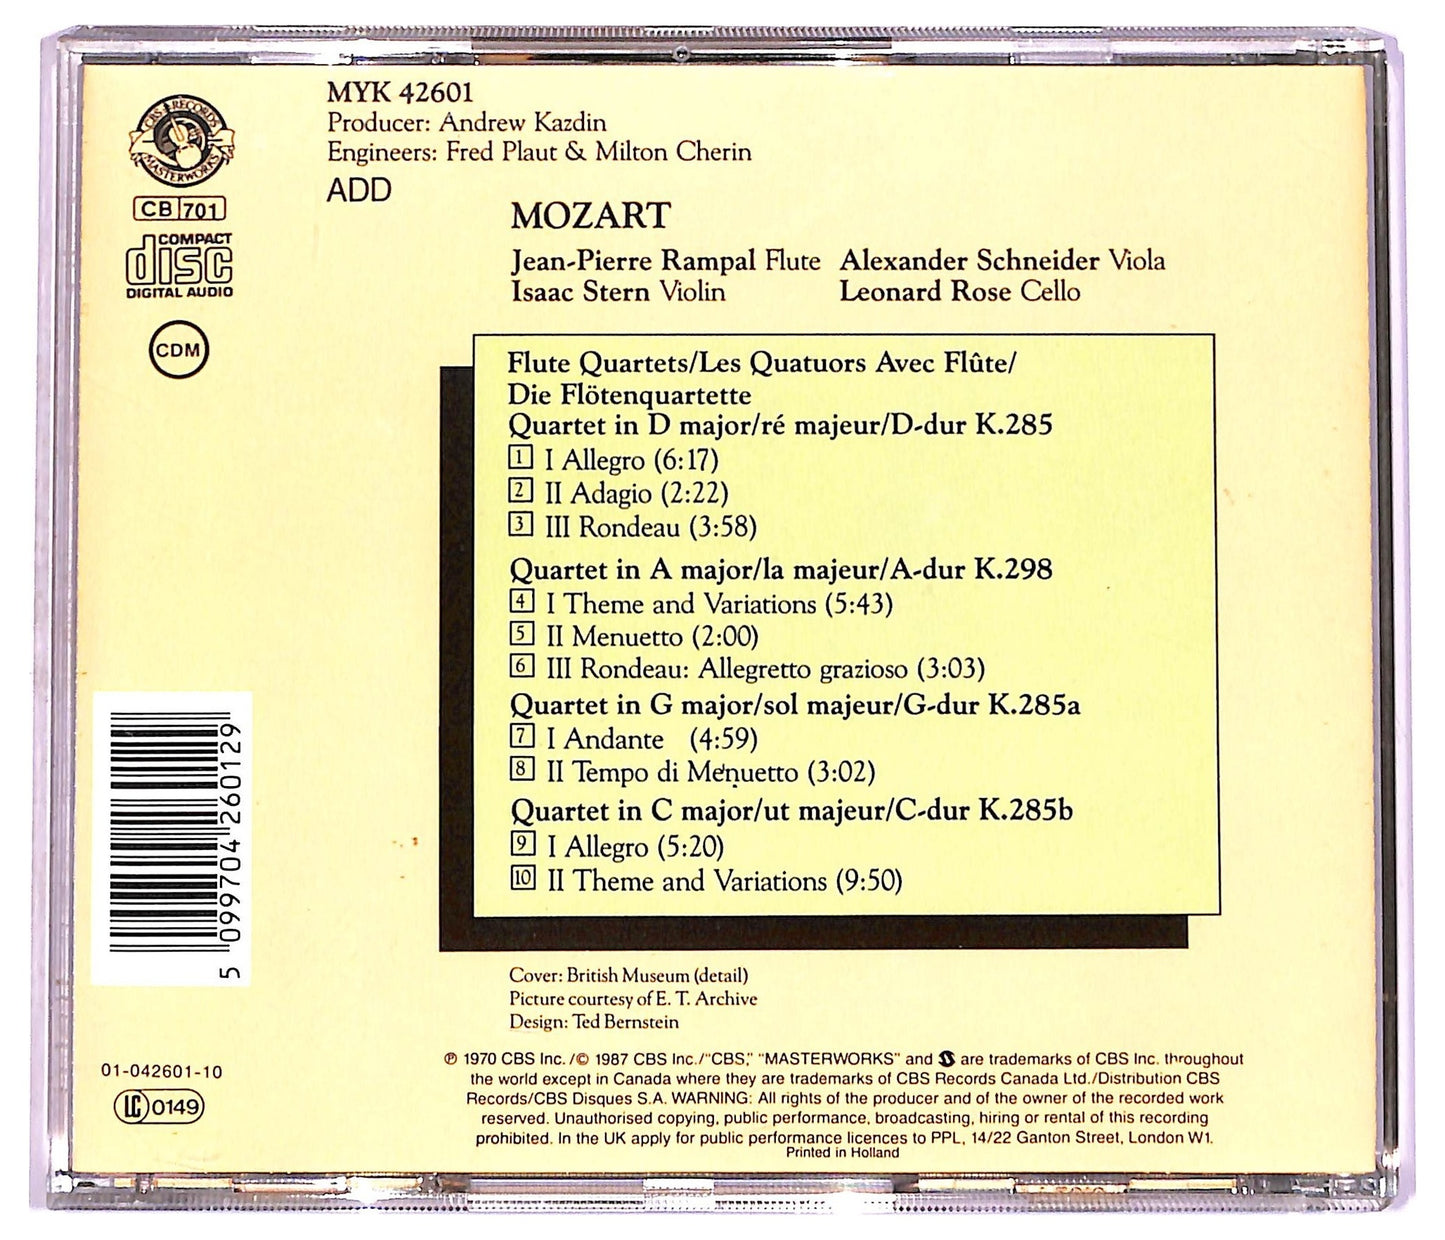 MYK 42601
Producer: Andrew Kazdin
Engineers: Fred Plaut & Milton Cherin
ADD
CBS RECORDS
MASTERWORKS
CB 701
COMPACT
disc
DIGITAL AUDIO
CDM
MOZART
Jean-Pierre Rampal Flute Alexander Schneider Viola
Isaac Stern Violin Leonard Rose Cello
Flute Quartets/Les Quatuors Avec Flûte/
Die Flötenquartette
Quartet in D major/ré majeur/D-dur K.285
1 I Allegro (6:17)
2 II Adagio (2:22)
3 III Rondeau (3:58)
Quartet in A major/la majeur/A-dur K.298
4 I Theme and Variations (5:43)
5 II Menuetto (2:00)
6 III Rondeau: Allegretto grazioso (3:03)
Quartet in G major/sol majeur/G-dur K.285a
7 I Andante (4:59)
8 II Tempo di Menuetto (3:02)
Quartet in C major/ut majeur/C-dur K.285b
9 I Allegro (5:20)
10 II Theme and Variations (9:50)
5 099704 260129
Cover: British Museum (detail)
Picture courtesy of E. T. Archive
Design: Ted Bernstein
01-042601-10
LC 0149
℗ 1970 CBS Inc./© 1987 CBS Inc./"CBS," "MASTERWORKS" and are trademarks of CBS Inc. throughout
the world except in Canada where they are trademarks of CBS Records Canada Ltd./Distribution CBS
Records/CBS Disques S.A. WARNING: All rights of the producer and of the owner of the recorded work
reserved. Unauthorised copying, public performance, broadcasting, hiring or rental of this recording
prohibited. In the UK apply for public performance licences to PPL, 14/22 Ganton Street, London W1.
Printed in Holland